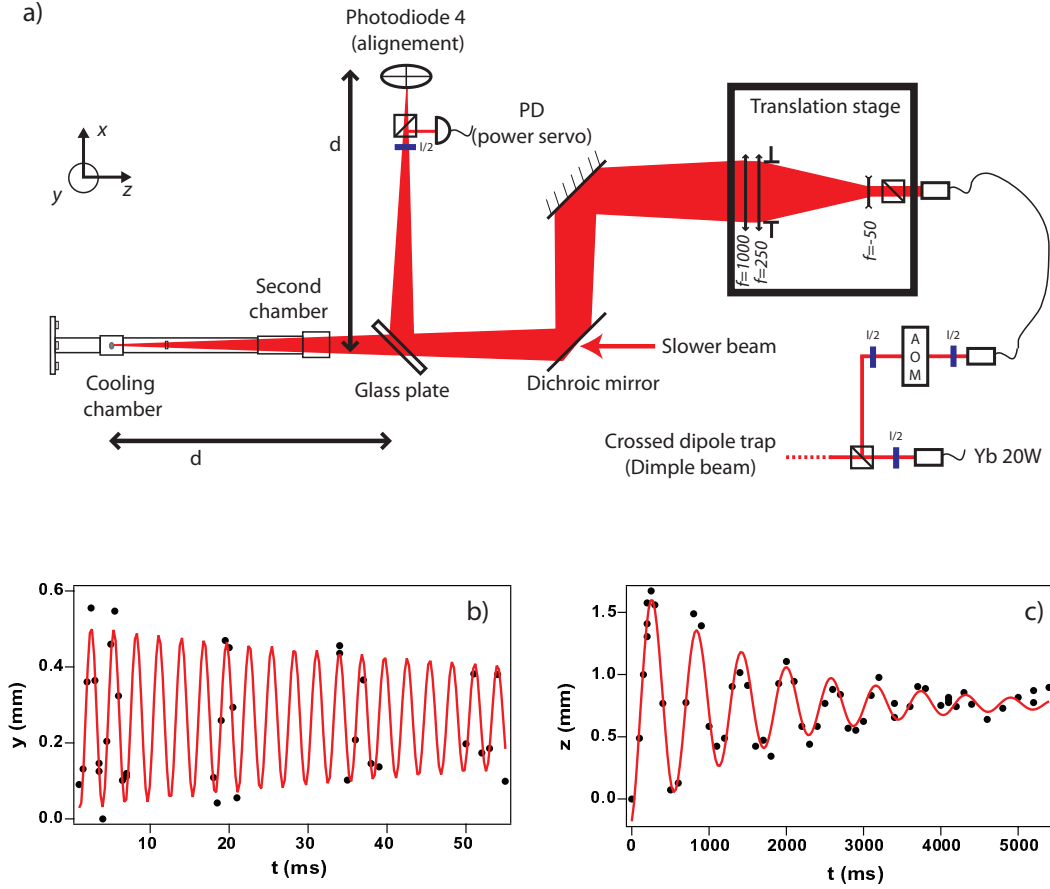 a)
Photodiode 4
(alignement)
d
PD
(power servo)
l/2
Translation stage
x
y
z
f=1000
f=250
f=-50
Second
chamber
Slower beam
Cooling
chamber
Glass plate
Dichroic mirror
d
l/2
A
O
M
l/2
l/2
Crossed dipole trap
(Dimple beam)
Yb 20W
b)
y (mm)
0.6
0.4
0.2
0.0
10
20
30
40
50
t (ms)
c)
z (mm)
1.5
1.0
0.5
0.0
0
1000
2000
3000
4000
5000
t (ms)